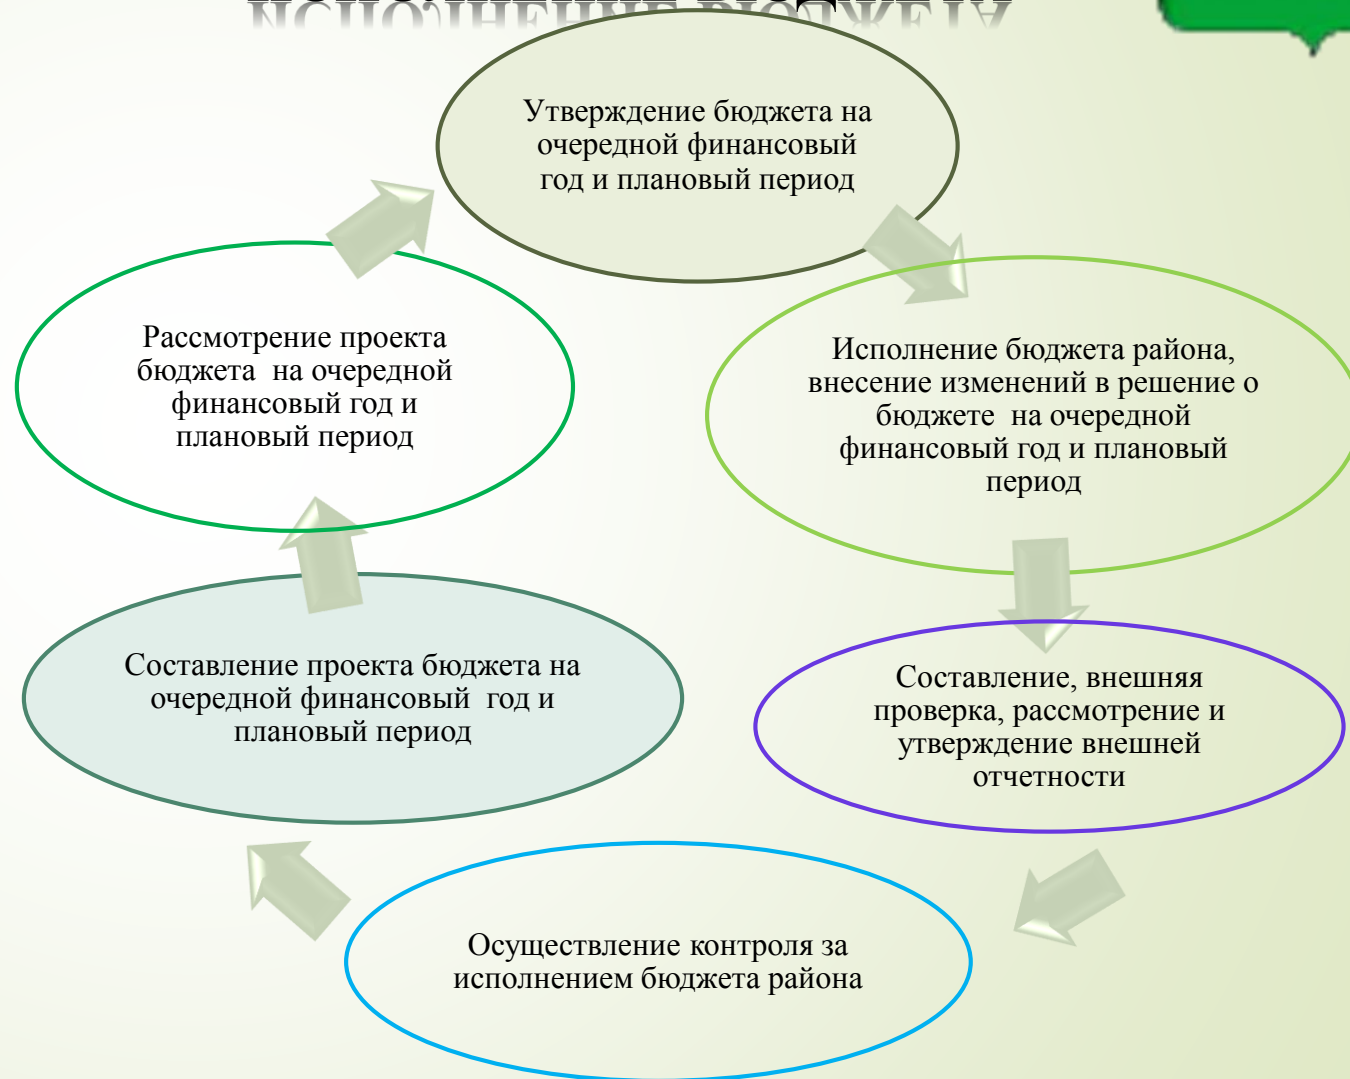 ИСПОЛНЕНИЕ БЮДЖЕТА
Утверждение бюджета на
очередной финансовый
год и плановый период
Рассмотрение проекта
бюджета на очередной
финансовый год и
плановый период
Исполнение бюджета района,
внесение изменений в решение о
бюджете на очередной
финансовый год и плановый
период
Составление проекта бюджета на
очередной финансовый год и
плановый период
Составление, внешняя
проверка, рассмотрение и
утверждение внешней
отчетности
Осуществление контроля за
исполнением бюджета района